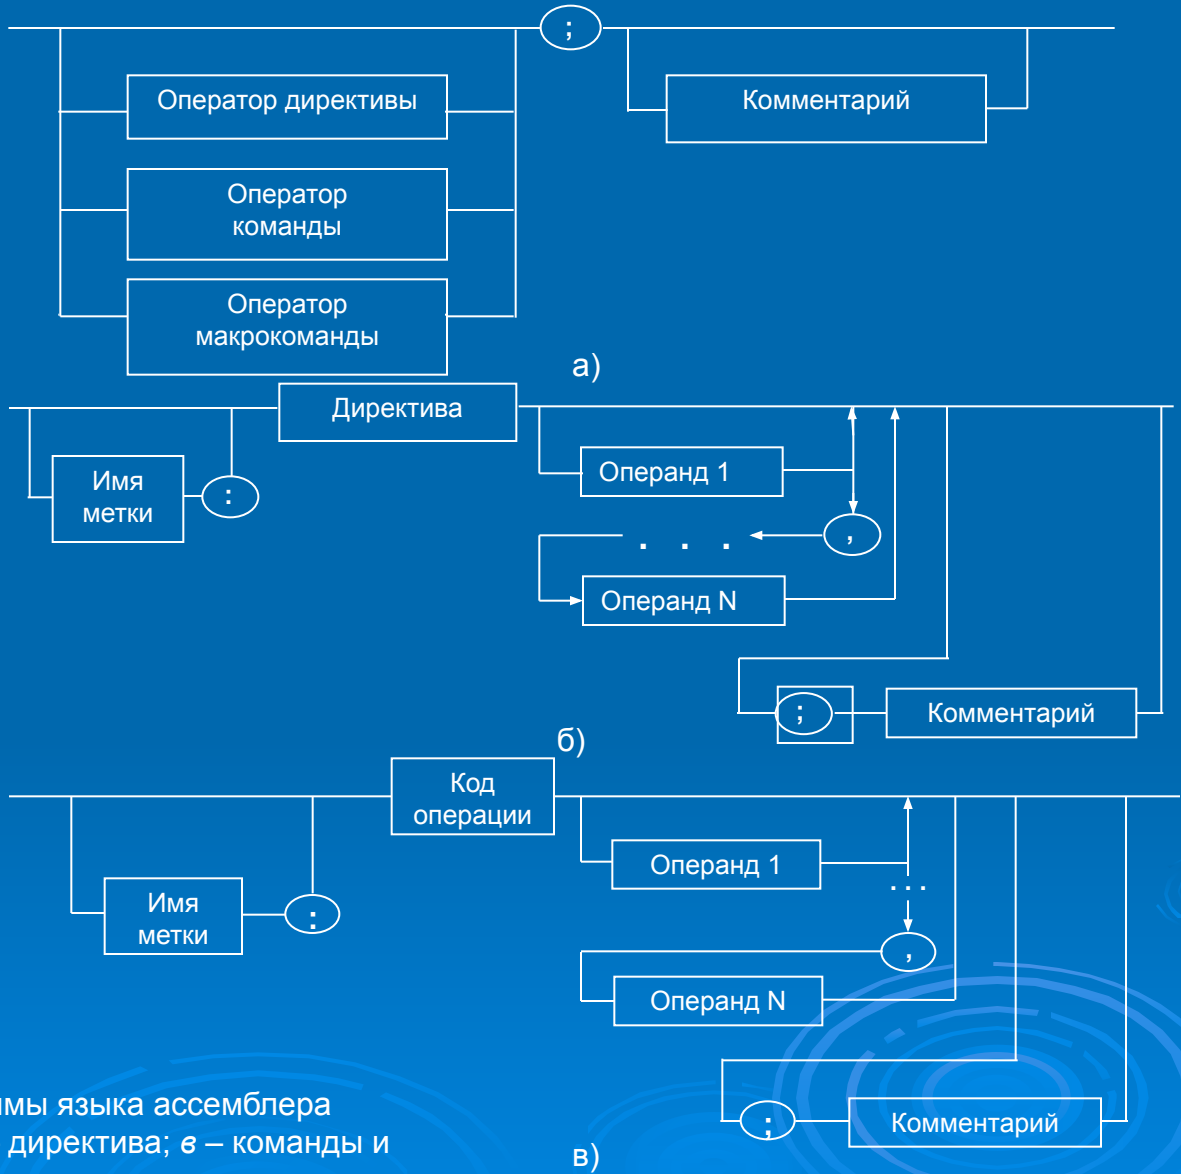 ;
Оператор директивы
Комментарий
Оператор
команды
Оператор
макрокоманды
а)
Директива
Имя
метки
:
Операнд 1
,
. . .
Операнд N
;
Комментарий
б)
Код
операции
Имя
метки
:
Операнд 1
. . .
,
Операнд N
;
Комментарий
языка ассемблера
директива; в – команды и
в)